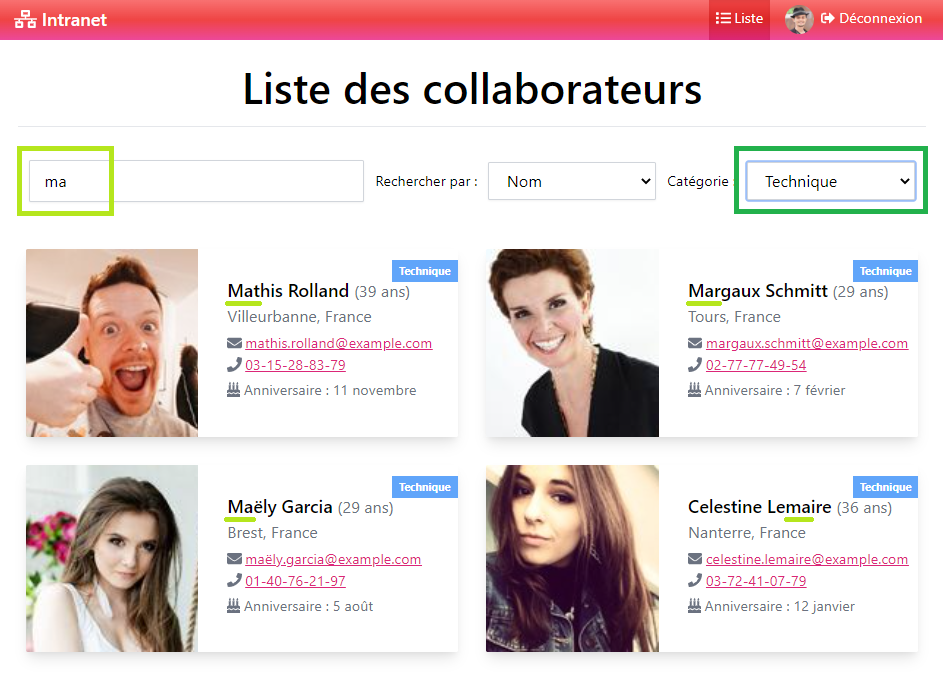 Intranet
Liste
Déconnexion
Liste des collaborateurs
ma
Rechercher par :
Nom
Catégorie :
Technique
Technique
Mathis Rolland (39 ans)
Villeurbanne, France
mathis.rolland@example.com
03-15-28-83-79
Anniversaire : 11 novembre
Technique
Margaux Schmitt (29 ans)
Tours, France
margaux.schmitt@example.com
02-77-77-49-54
Anniversaire : 7 février
Technique
Maëly Garcia (29 ans)
Brest, France
maëly.garcia@example.com
01-40-76-21-97
Anniversaire : 5 août
Technique
Celestine Lemaire (36 ans)
Nanterre, France
celestine.lemaire@example.com
03-72-41-07-79
Anniversaire : 12 janvier